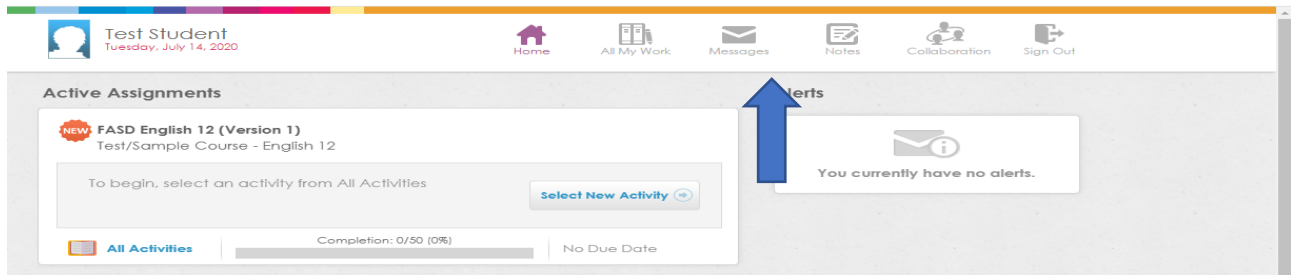 Test Student
Tuesday, July 14, 2020
Home
All My Work
Messages
Notes
Collaboration
Sign Out
Active Assignments
NEW
FASD English 12 (Version 1)
Test/Sample Course - English 12
To begin, select an activity from All Activities
Select New Activity
All Activities
Completion: 0/50 (0%)
No Due Date
lerts
You currently have no alerts.